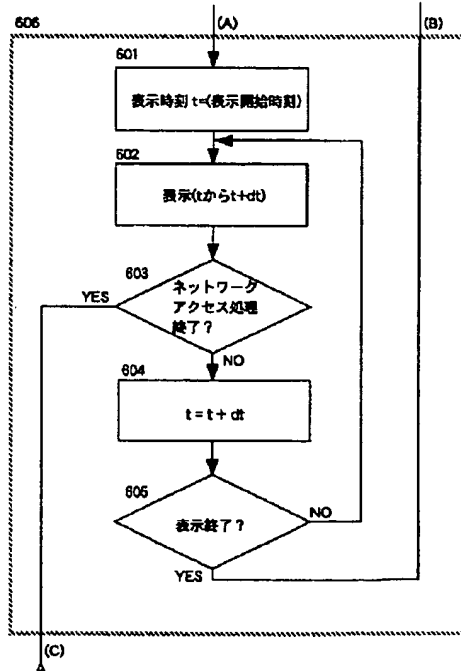 606
(A)
(B)
601
表示時刻 t=(表示開始時刻)
602
表示(tからt+dt)
603
ネットワーク
アクセス処理
終了？
YES
NO
604
t = t + dt
605
表示終了？
NO
YES
(C)